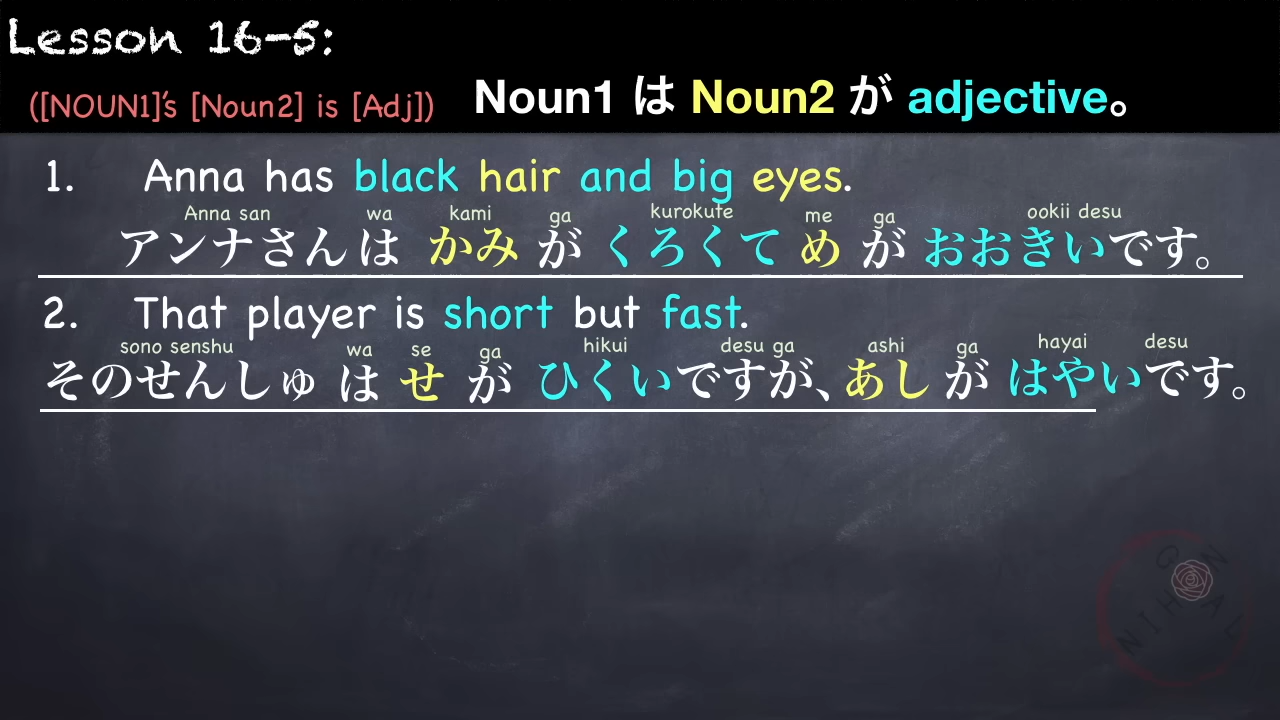 Lesson 16-5:
([NOUN1]'s [Noun2] is [Adj]) Noun1 は Noun2 が adjective。
1. Anna has black hair and big eyes.
Anna san wa kami ga kurokute me ga ookii desu
アンナさんは かみ が くろくて め が おおきいです。
2. That player is short but fast.
sono senshu wa se ga hikui desu ga ashi ga hayai desu
そのせんしゅ は せ が ひくいですが、あし が はやいです。
NIHON GAL